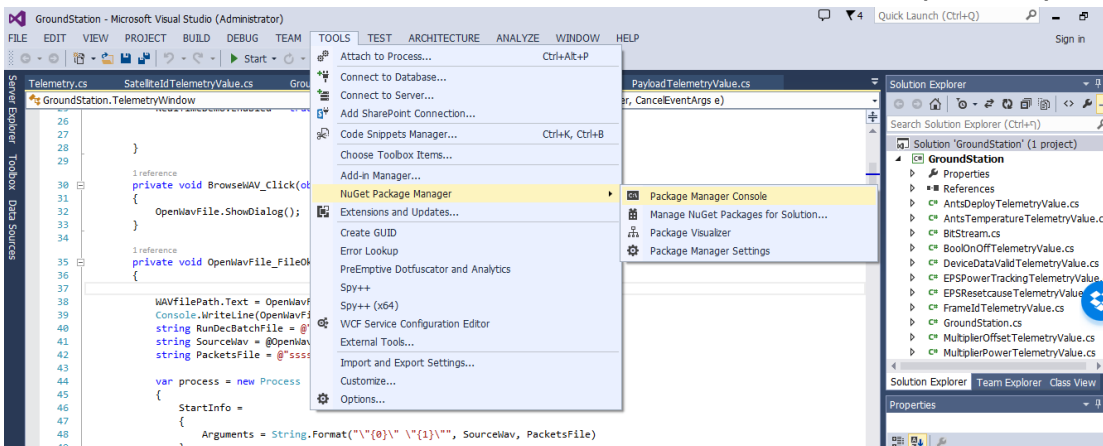 GroundStation - Microsoft Visual Studio (Administrator)
4
Quick Launch (Ctrl+Q)
FILE EDIT VIEW PROJECT BUILD DEBUG TEAM TOOLS TEST ARCHITECTURE ANALYZE WINDOW HELP
Sign in
Start
Server Explorer
Toolbox
Data Sources
Telemetry.cs SatelliteIdTelemetryValue.cs Grou
PayloadTelemetryValue.cs
GroundStation.TelemetryWindow
er, CancelEventArgs e)
26
27
28 }
29
1 reference
30 private void BrowseWAV_Click(ob
31 {
32 OpenWavFile.ShowDialog();
33 }
34
1 reference
35 private void OpenWavFile_FileOk
36 {
37
38 WAVfilePath.Text = OpenWavF
39 Console.WriteLine(OpenWavFi
40 string RunDecBatchFile = @"
41 string SourceWav = @OpenWav
42 string PacketsFile = @"ssss
43
44 var process = new Process
45 {
46 StartInfo =
47 {
48 Arguments = String.Format("\"{0}\" \"{1}\"", SourceWav, PacketsFile)
Attach to Process... Ctrl+Alt+P
Connect to Database...
Connect to Server...
Add SharePoint Connection...
Code Snippets Manager... Ctrl+K, Ctrl+B
Choose Toolbox Items...
Add-in Manager...
NuGet Package Manager
Extensions and Updates...
Create GUID
Error Lookup
PreEmptive Dotfuscator and Analytics
Spy++
Spy++ (x64)
WCF Service Configuration Editor
External Tools...
Import and Export Settings...
Customize...
Options...
Package Manager Console
Manage NuGet Packages for Solution...
Package Visualizer
Package Manager Settings
Solution Explorer
Search Solution Explorer (Ctrl+ח)
Solution 'GroundStation' (1 project)
GroundStation
Properties
References
AntsDeployTelemetryValue.cs
AntsTemperatureTelemetryValue.c
BitStream.cs
BoolOnOffTelemetryValue.cs
DeviceDataValidTelemetryValue.cs
EPSPowerTrackingTelemetryValue.
EPSResetcauseTelemetryValue
FrameIdTelemetryValue.cs
GroundStation.cs
MultiplierOffsetTelemetryValue.cs
MultiplierPowerTelemetryValue.cs
Solution Explorer Team Explorer Class View
Properties